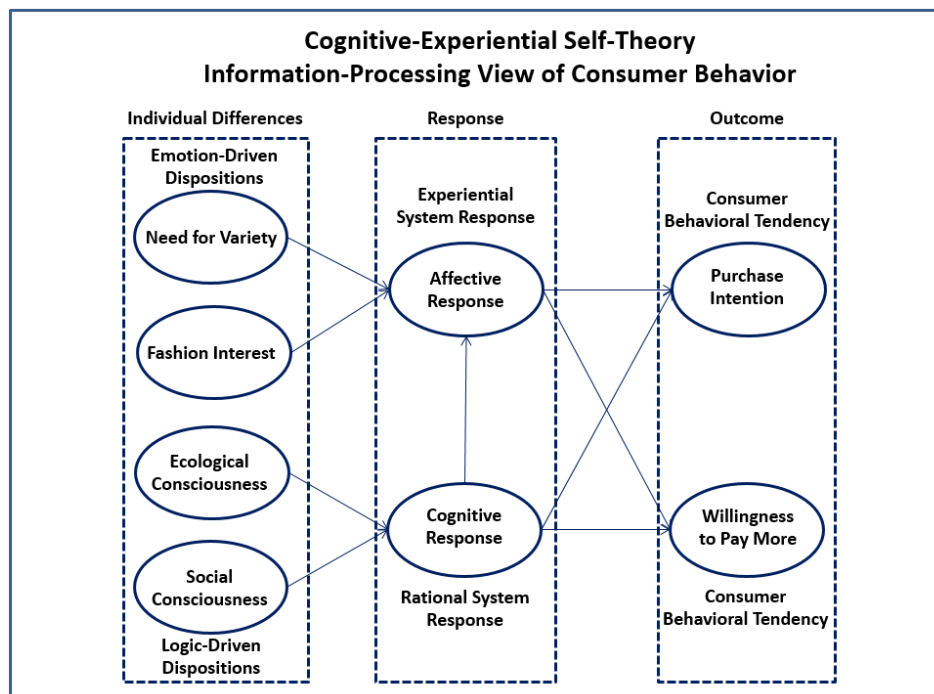 Cognitive-Experiential Self-Theory
Information-Processing View of Consumer Behavior
Individual Differences
Emotion-Driven
Dispositions
Need for Variety
Fashion Interest
Ecological
Consciousness
Social
Consciousness
Logic-Driven
Dispositions
Response
Experiential
System Response
Affective
Response
Cognitive
Response
Rational System
Response
Outcome
Consumer
Behavioral Tendency
Purchase
Intention
Willingness
to Pay More
Consumer
Behavioral Tendency